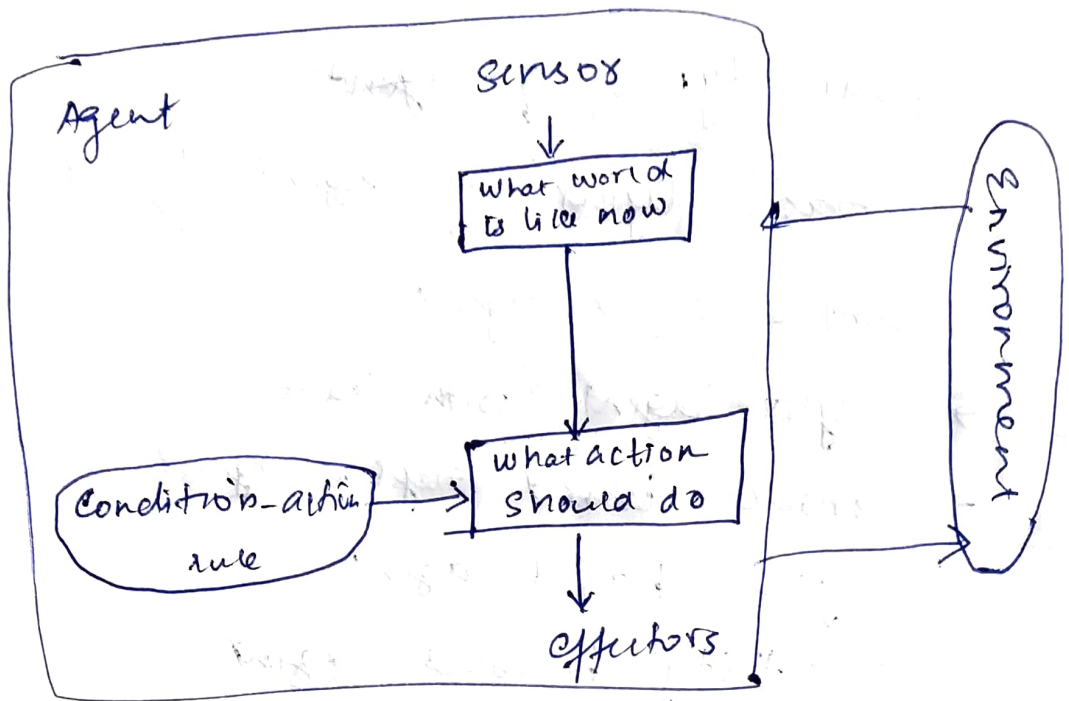 Sensor
Agent
What world
is like now
Environment
what action
should do
Condition-action
rule
effectors